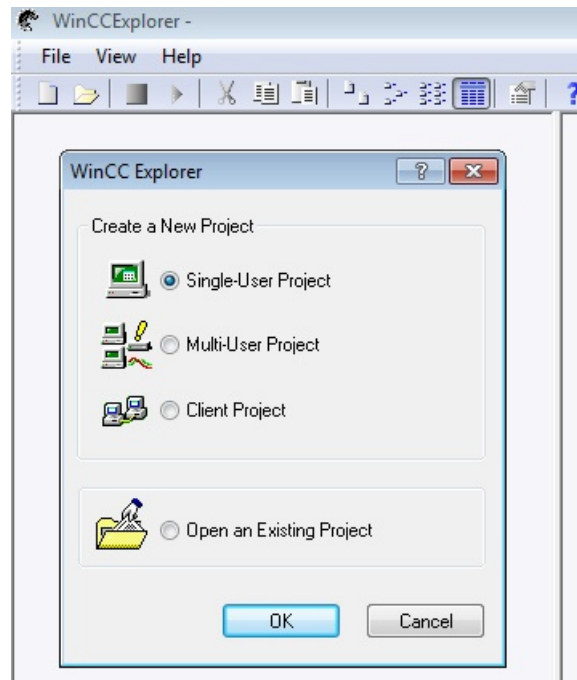 WinCCExplorer -
File View Help
?
WinCC Explorer
?
Create a New Project
Single-User Project
Multi-User Project
Client Project
Open an Existing Project
OK Cancel